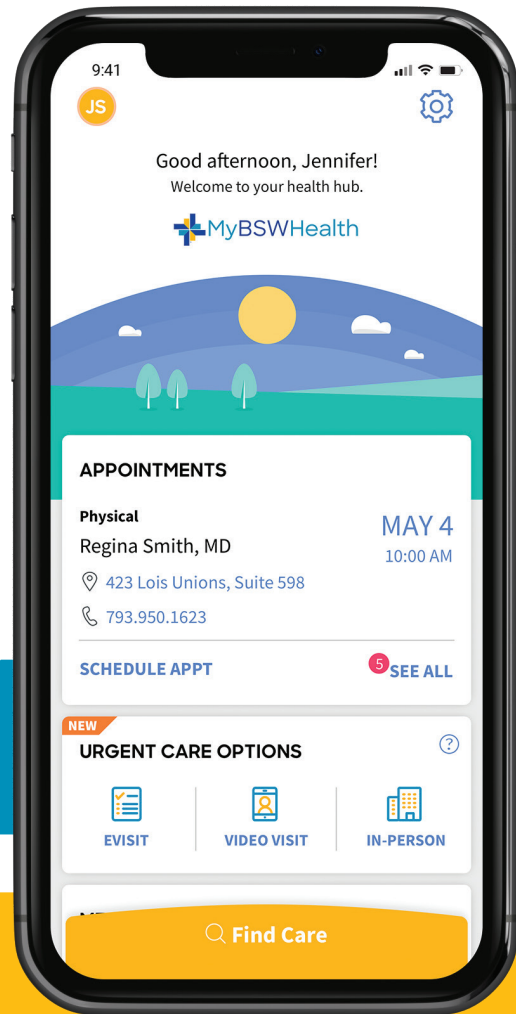 9:41
JS
Good afternoon, Jennifer!
Welcome to your health hub.
MyBSWHealth
APPOINTMENTS
Physical
Regina Smith, MD
MAY 4
10:00 AM
423 Lois Unions, Suite 598
793.950.1623
SCHEDULE APPT
5
SEE ALL
NEW
URGENT CARE OPTIONS
?
EVISIT
VIDEO VISIT
IN-PERSON
Find Care